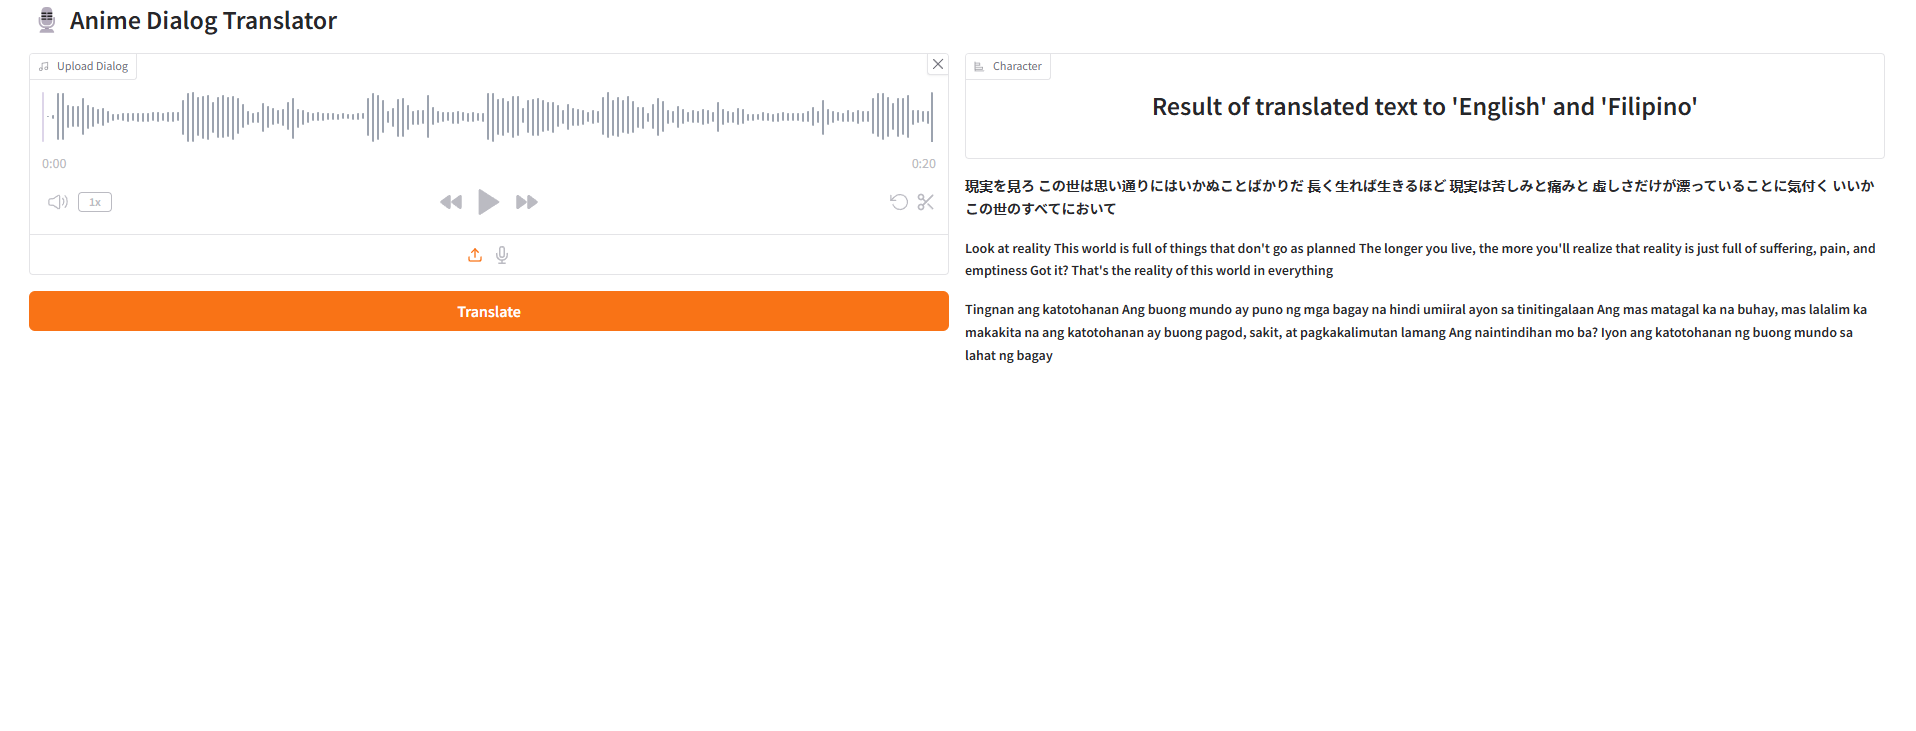 Anime Dialog Translator
Upload Dialog
0:00
0:20
1x
Translate
Character
Result of translated text to 'English' and 'Filipino'
現実を見ろ この世は思い通りにはいかぬことばかりだ 長く生れば生きるほど 現実は苦しみと痛みと 虚しさだけが漂っていることに気付く いいか
この世のすべてにおいて
Look at reality This world is full of things that don't go as planned The longer you live, the more you'll realize that reality is just full of suffering, pain, and
emptiness Got it? That's the reality of this world in everything
Tingnan ang katotohanan Ang buong mundo ay puno ng mga bagay na hindi umiiral ayon sa tinitingalaan Ang mas matagal ka na buhay, mas lalalim ka
makakita na ang katotohanan ay buong pagod, sakit, at pagkakalimutan lamang Ang naintindihan mo ba? Iyon ang katotohanan ng buong mundo sa
lahat ng bagay